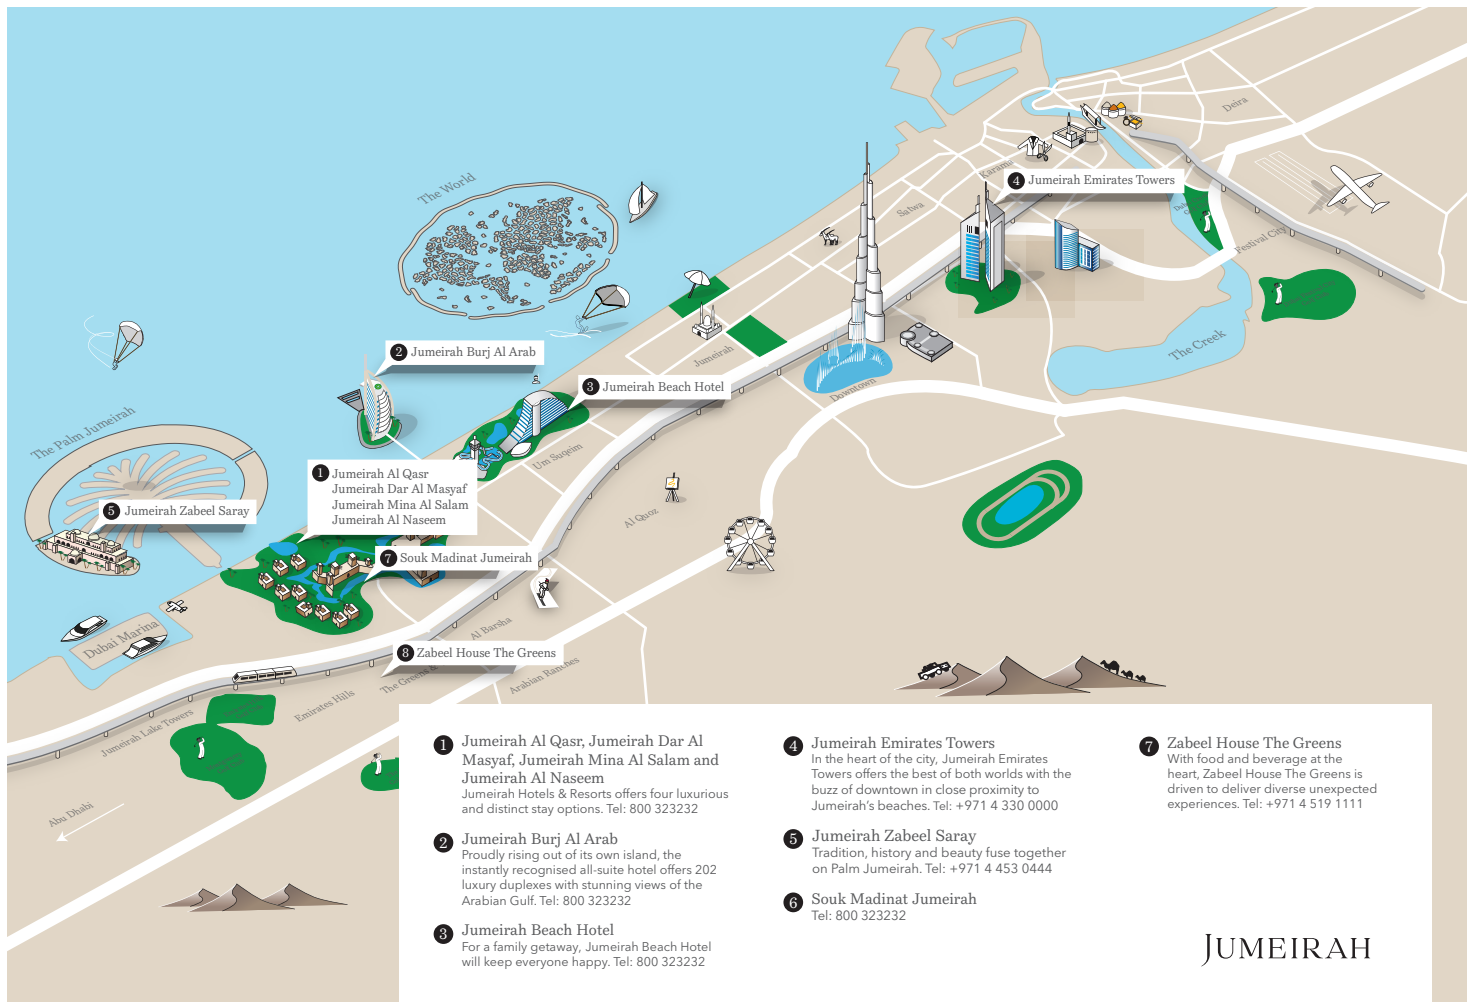 Deira
Karama
4 Jumeirah Emirates Towers
The World
Satwa
Festival City
The Creek
2 Jumeirah Burj Al Arab
Jumeirah
3 Jumeirah Beach Hotel
Downtown
The Palm Jumeirah
Um Suqeim
1 Jumeirah Al Qasr
Jumeirah Dar Al Masyaf
Jumeirah Mina Al Salam
Jumeirah Al Naseem
5 Jumeirah Zabeel Saray
Al Quoz
7 Souk Madinat Jumeirah
Dubai Marina
Al Barsha
8 Zabeel House The Greens
The Greens &
Arabian Ranches
Emirates Hills
Jumeirah Lake Towers
Abu Dhabi
1 Jumeirah Al Qasr, Jumeirah Dar Al
Masyaf, Jumeirah Mina Al Salam and
Jumeirah Al Naseem
Jumeirah Hotels & Resorts offers four luxurious
and distinct stay options. Tel: 800 323232
2 Jumeirah Burj Al Arab
Proudly rising out of its own island, the
instantly recognised all-suite hotel offers 202
luxury duplexes with stunning views of the
Arabian Gulf. Tel: 800 323232
3 Jumeirah Beach Hotel
For a family getaway, Jumeirah Beach Hotel
will keep everyone happy. Tel: 800 323232
4 Jumeirah Emirates Towers
In the heart of the city, Jumeirah Emirates
Towers offers the best of both worlds with the
buzz of downtown in close proximity to
Jumeirah's beaches. Tel: +971 4 330 0000
5 Jumeirah Zabeel Saray
Tradition, history and beauty fuse together
on Palm Jumeirah. Tel: +971 4 453 0444
6 Souk Madinat Jumeirah
Tel: 800 323232
7 Zabeel House The Greens
With food and beverage at the
heart, Zabeel House The Greens is
driven to deliver diverse unexpected
experiences. Tel: +971 4 519 1111
JUMEIRAH